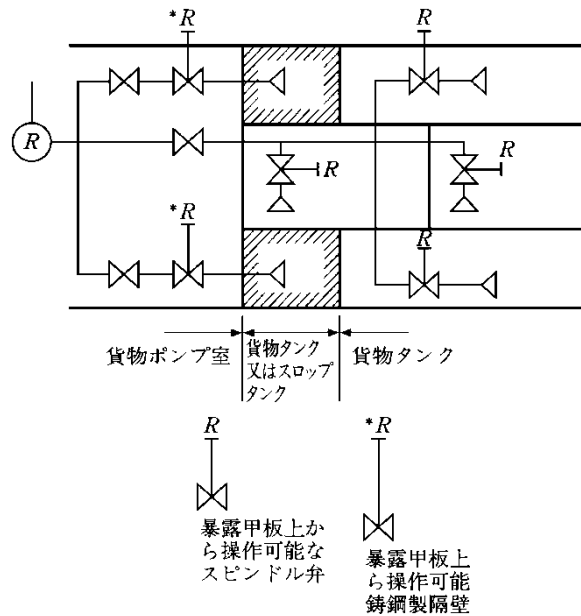 *R
R
R
R
R
*R
R
貨物ポンプ室
貨物タンク
又はスロップ
タンク
貨物タンク
R
暴露甲板上か
ら操作可能な
スピンドル弁
*R
暴露甲板上
ら操作可能
鋳鋼製隔壁